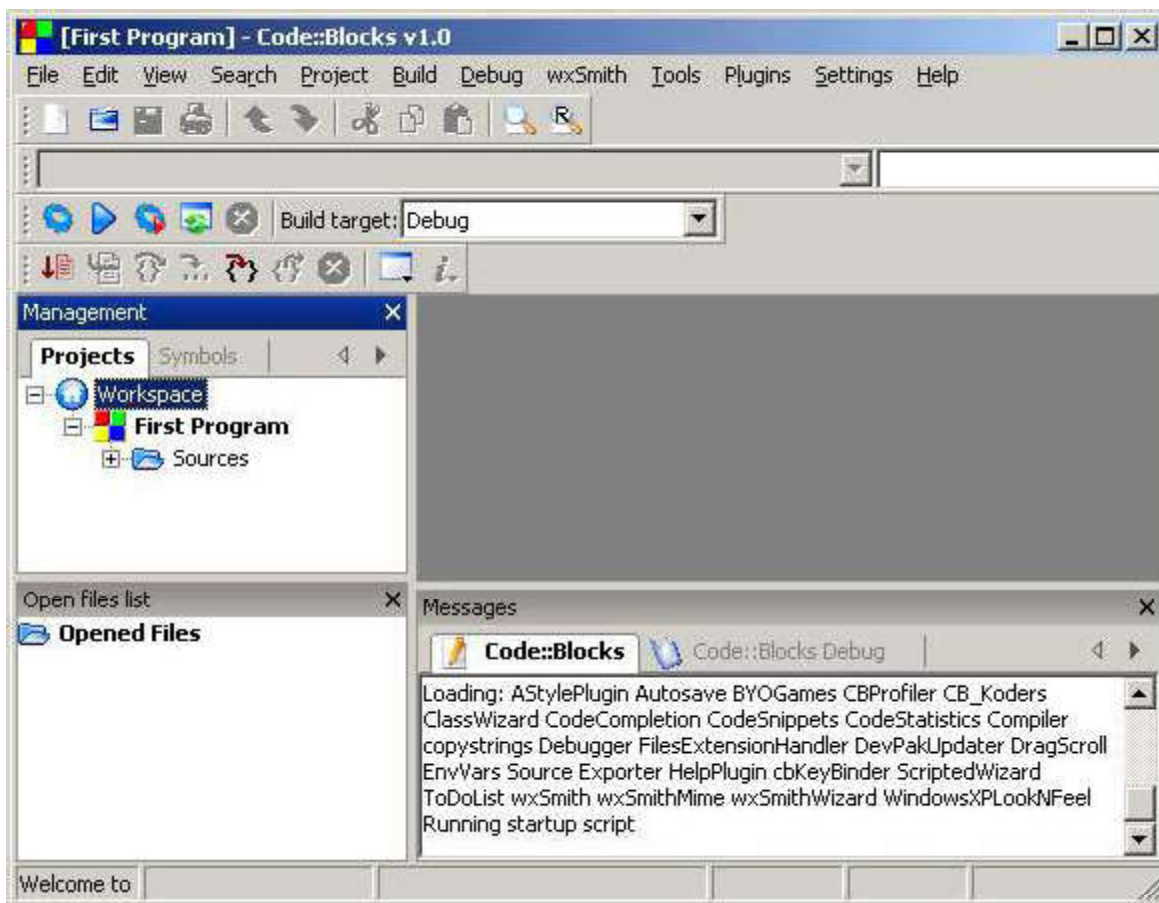 [First Program] - Code::Blocks v1.0
File Edit View Search Project Build Debug wxSmith Tools Plugins Settings Help
Build target: Debug
Management
Projects Symbols
Workspace
First Program
Sources
Open files list
Opened Files
Messages
Code::Blocks Code::Blocks Debug
Loading: AStylePlugin Autosave BYOGames CBProfiler CB_Koders
ClassWizard CodeCompletion CodeSnippets CodeStatistics Compiler
copystrings Debugger FilesExtensionHandler DevPakUpdater DragScroll
EnvVars Source Exporter HelpPlugin cbKeyBinder ScriptedWizard
ToDoList wxSmith wxSmithMime wxSmithWizard WindowsXPLookNFeel
Running startup script
Welcome to